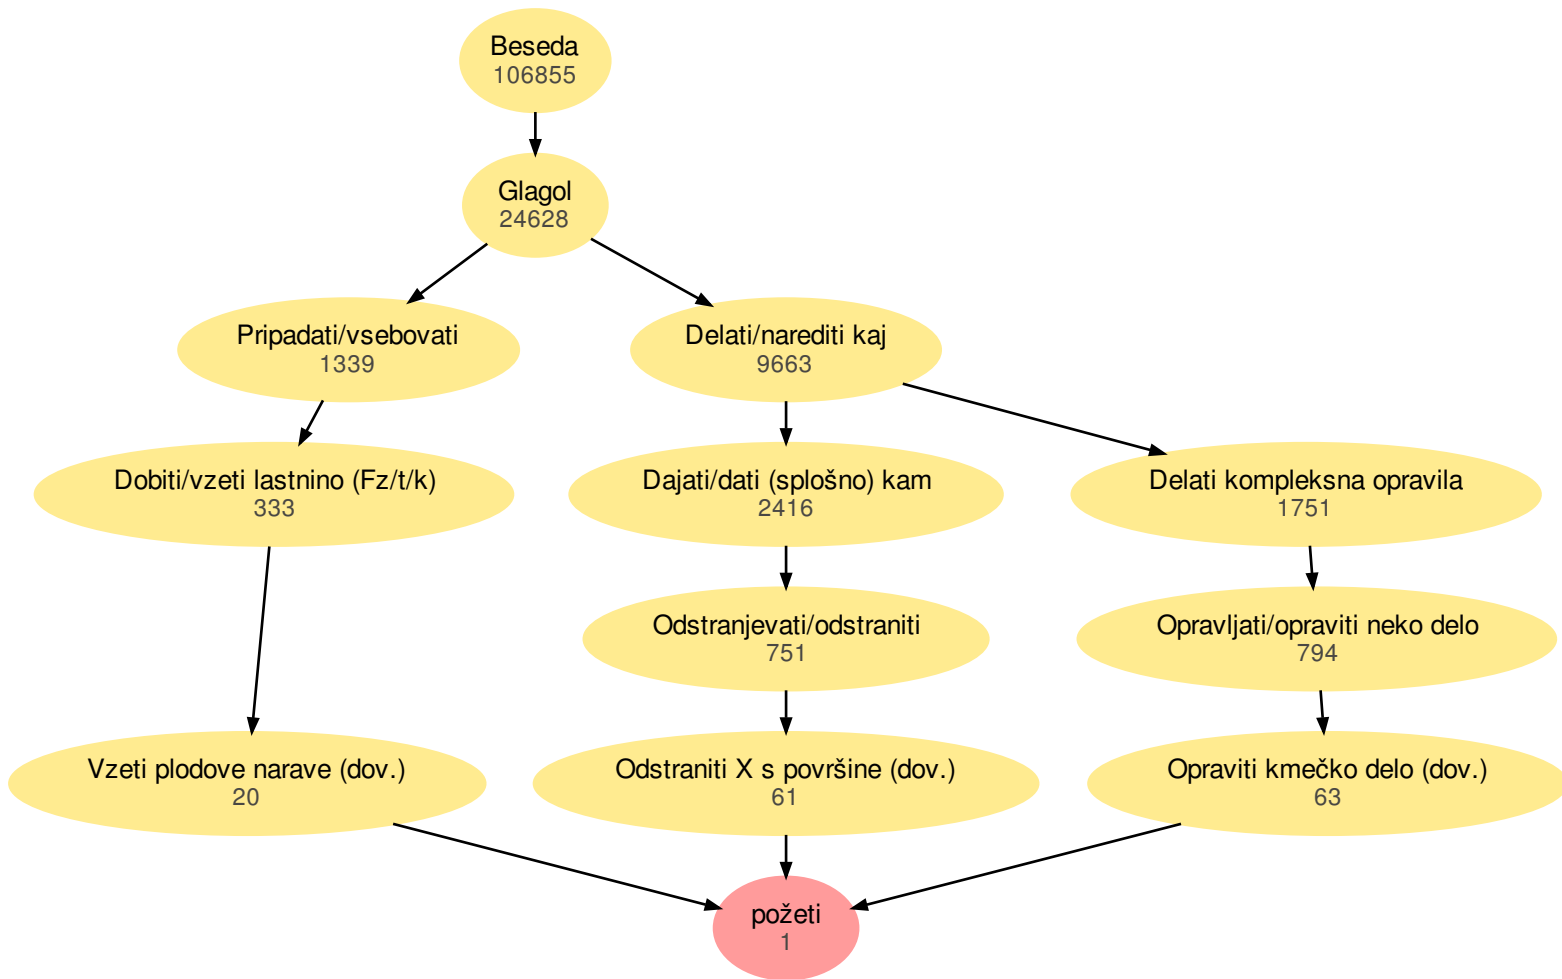 Beseda
106855
Glagol
24628
Pripadati/vsebovati
1339
Delati/narediti kaj
9663
Dobiti/vzeti lastnino (Fz/t/k)
333
Dajati/dati (splošno) kam
2416
Delati kompleksna opravila
1751
Odstranjevati/odstraniti
751
Opravljati/opraviti neko delo
794
Vzeti plodove narave (dov.)
20
Odstraniti X s površine (dov.)
61
Opraviti kmečko delo (dov.)
63
požeti
1